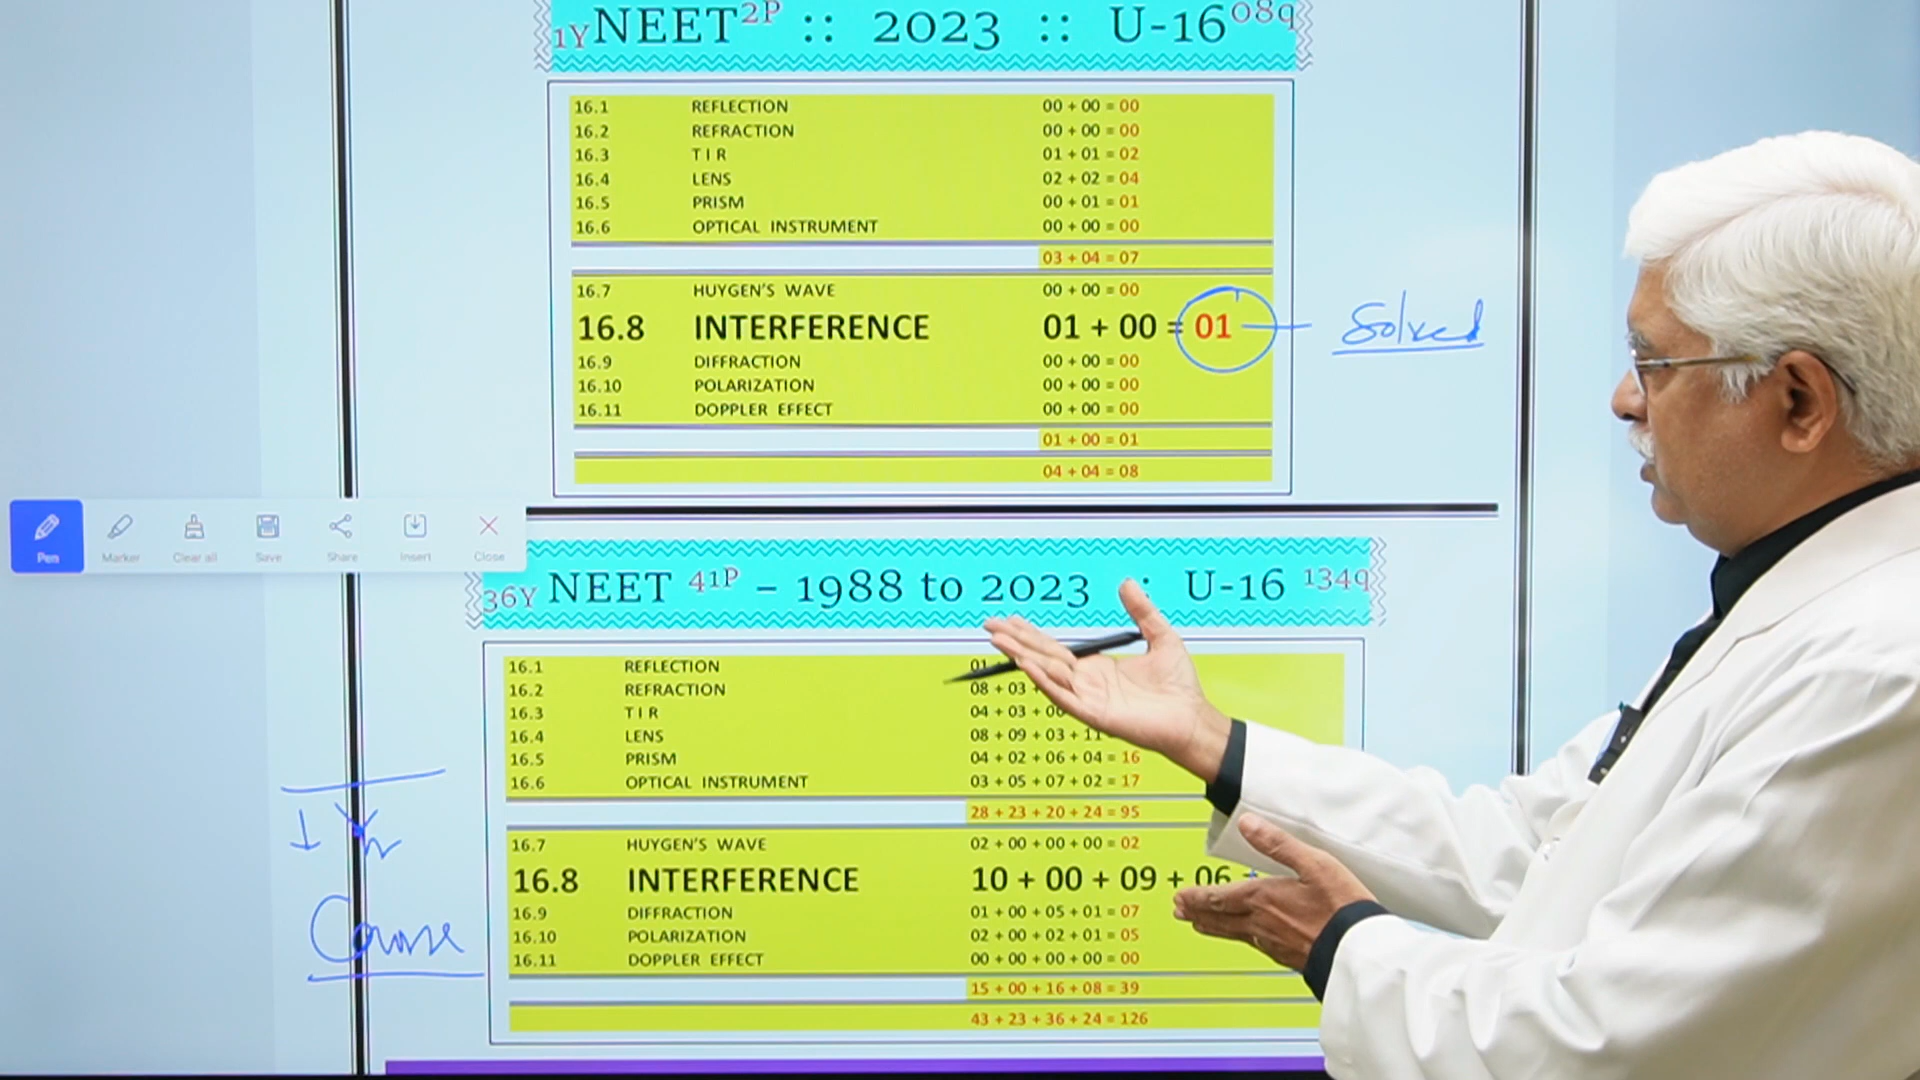 1Y NEET 2P :: 2023 :: U-16 08q
16.1 REFLECTION 00 + 00 = 00
16.2 REFRACTION 00 + 00 = 00
16.3 T I R 01 + 01 = 02
16.4 LENS 02 + 02 = 04
16.5 PRISM 00 + 01 = 01
16.6 OPTICAL INSTRUMENT 00 + 00 = 00
03 + 04 = 07
16.7 HUYGEN'S WAVE 00 + 00 = 00
16.8 INTERFERENCE 01 + 00 = 01 Solved
16.9 DIFFRACTION 00 + 00 = 00
16.10 POLARIZATION 00 + 00 = 00
16.11 DOPPLER EFFECT 00 + 00 = 00
01 + 00 = 01
04 + 04 = 08
Pen Marker Clear all Save Share Insert Close
36Y NEET 41P – 1988 to 2023 : U-16 134q
16.1 REFLECTION 01
16.2 REFRACTION 08 + 03 +
16.3 T I R 04 + 03 + 00
16.4 LENS 08 + 09 + 03 + 11
16.5 PRISM 04 + 02 + 06 + 04 = 16
16.6 OPTICAL INSTRUMENT 03 + 05 + 07 + 02 = 17
28 + 23 + 20 + 24 = 95
16.7 HUYGEN'S WAVE 02 + 00 + 00 + 00 = 02
16.8 INTERFERENCE 10 + 00 + 09 + 06
16.9 DIFFRACTION 01 + 00 + 05 + 01 = 07
16.10 POLARIZATION 02 + 00 + 02 + 01 = 05
16.11 DOPPLER EFFECT 00 + 00 + 00 + 00 = 00
15 + 00 + 16 + 08 = 39
43 + 23 + 36 + 24 = 126